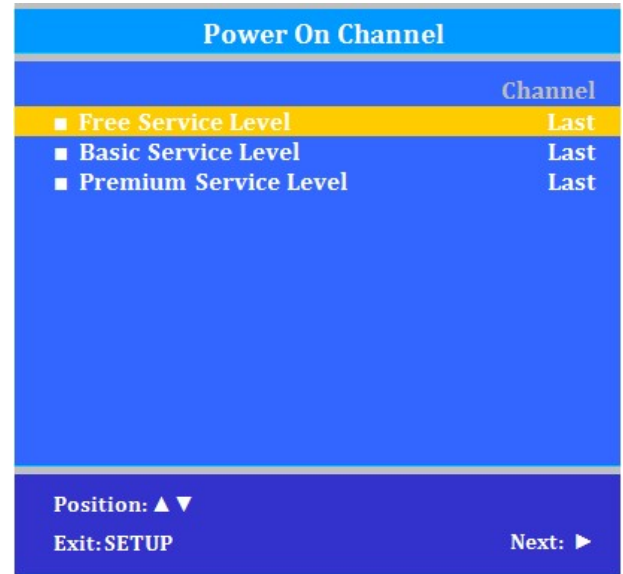 Power On Channel
Channel
■ Free Service Level Last
■ Basic Service Level Last
■ Premium Service Level Last
Position: ▲ ▼
Exit: SETUP Next: ►